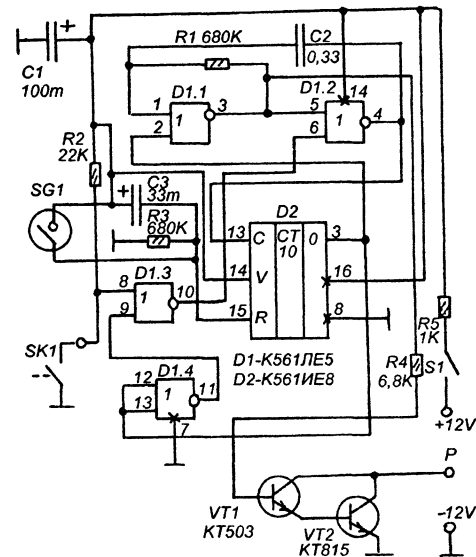 R1 680K
C2
0,33
+
C1
100m
D1.1
D1.2
14
1
1
3
5
1
4
2
6
R2
22K
SG1
+
C3
33m
R3
680K
D2
13
C
CT
10
0
3
14
V
16
15
R
8
D1.3
8
1
10
9
R5
1K
SK1
D1-К561ЛЕ5
D2-К561ИЕ8
R4
6,8K
S1
D1.4
12
1
11
13
7
+12V
P
VT1
KT503
VT2
KT815
-12V